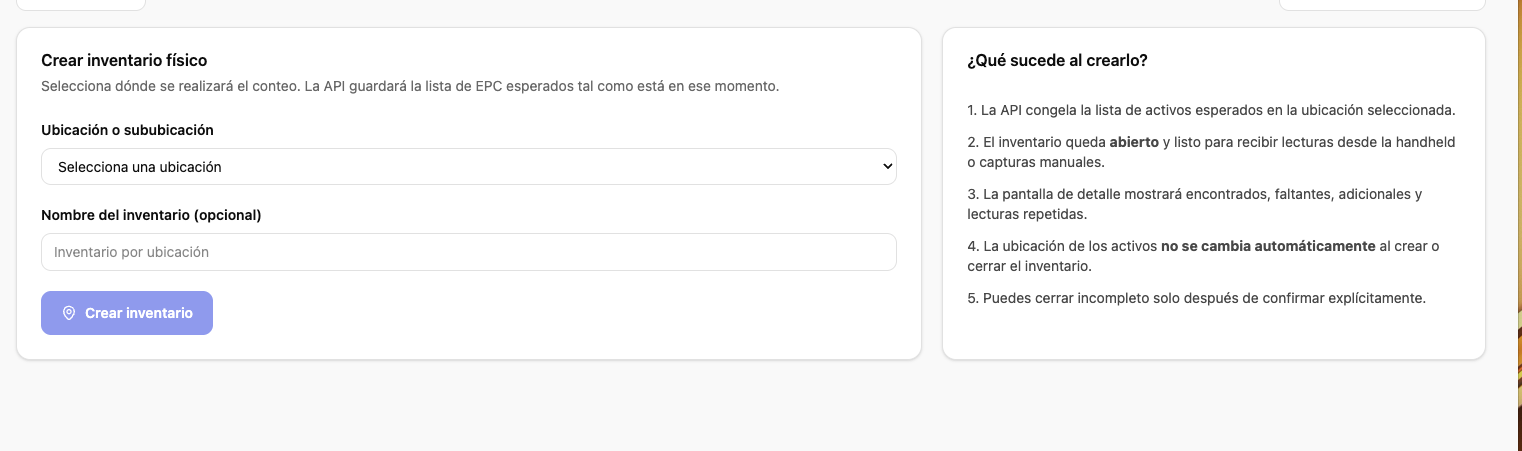 Crear inventario físico
Selecciona dónde se realizará el conteo. La API guardará la lista de EPC esperados tal como está en ese momento.
Ubicación o sububicación
Selecciona una ubicación
Nombre del inventario (opcional)
Inventario por ubicación
Crear inventario
¿Qué sucede al crearlo?
1. La API congela la lista de activos esperados en la ubicación seleccionada.
2. El inventario queda abierto y listo para recibir lecturas desde la handheld
o capturas manuales.
3. La pantalla de detalle mostrará encontrados, faltantes, adicionales y
lecturas repetidas.
4. La ubicación de los activos no se cambia automáticamente al crear o
cerrar el inventario.
5. Puedes cerrar incompleto solo después de confirmar explícitamente.